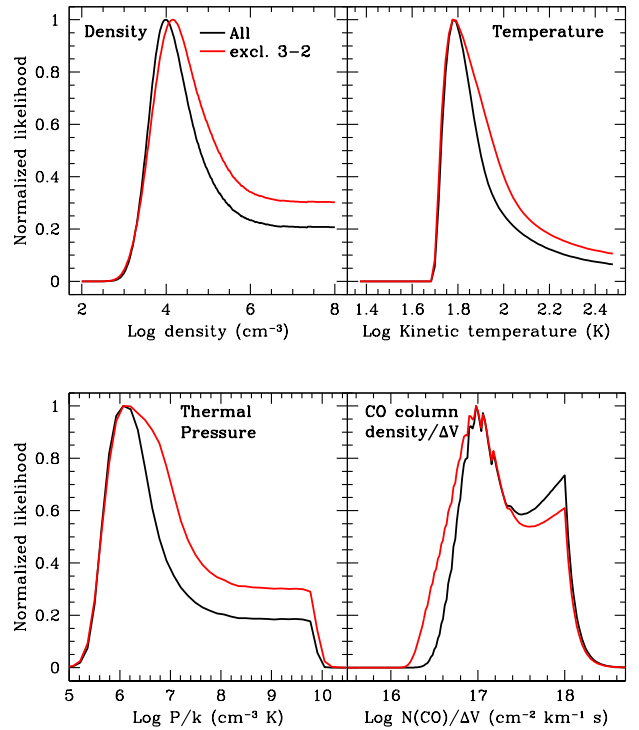 Density
All
excl. 3−2
Temperature
Normalized likelihood
1
0.8
0.6
0.4
0.2
0
2
4
6
8
1.4
1.6
1.8
2
2.2
2.4
Log density (cm⁻³)
Log Kinetic temperature (K)
Thermal
Pressure
CO column
density/ΔV
Normalized likelihood
1
0.8
0.6
0.4
0.2
0
5
6
7
8
9
10
16
17
18
Log P/k (cm⁻³ K)
Log N(CO)/ΔV (cm⁻² km⁻¹ s)